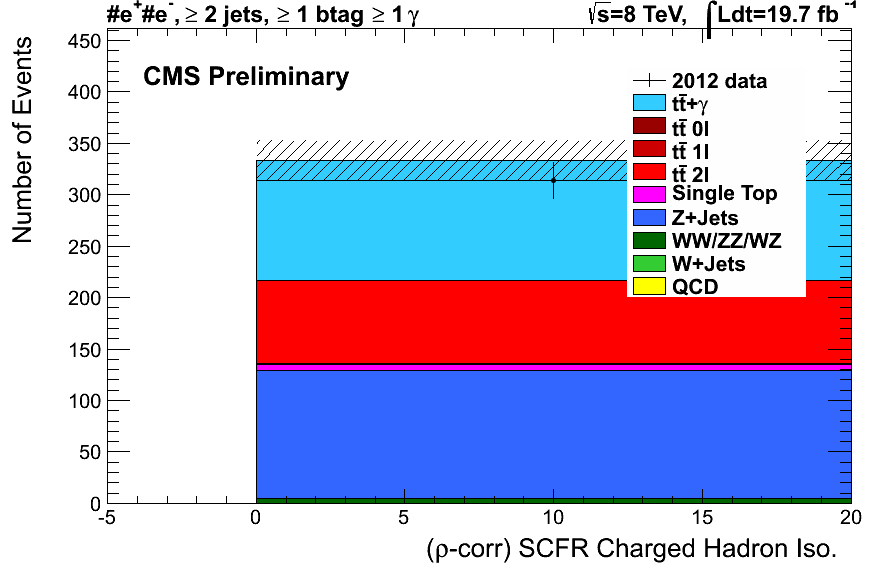 #e⁺#e⁻, ≥ 2 jets, ≥ 1 btag ≥ 1 γ
√s=8 TeV, ∫Ldt=19.7 fb⁻¹
CMS Preliminary
2012 data
tt̄+γ
tt̄ 0l
tt̄ 1l
tt̄ 2l
Single Top
Z+Jets
WW/ZZ/WZ
W+Jets
QCD
Number of Events
450
400
350
300
250
200
150
100
50
0
-5 0 5 10 15 20
(ρ-corr) SCFR Charged Hadron Iso.